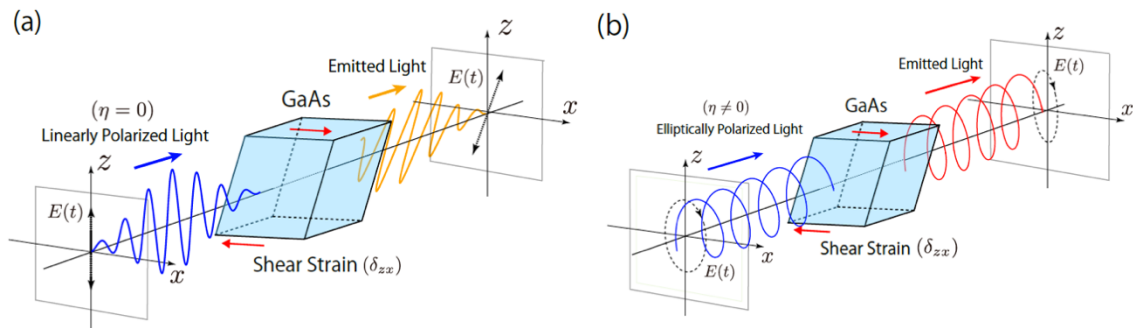 (a)
z
E(t)
Emitted Light
GaAs
x
(η = 0)
Linearly Polarized Light
z
E(t)
x
Shear Strain (δzx)
(b)
z
E(t)
Emitted Light
x
(η ≠ 0)
GaAs
Elliptically Polarized Light
z
E(t)
x
Shear Strain (δzx)